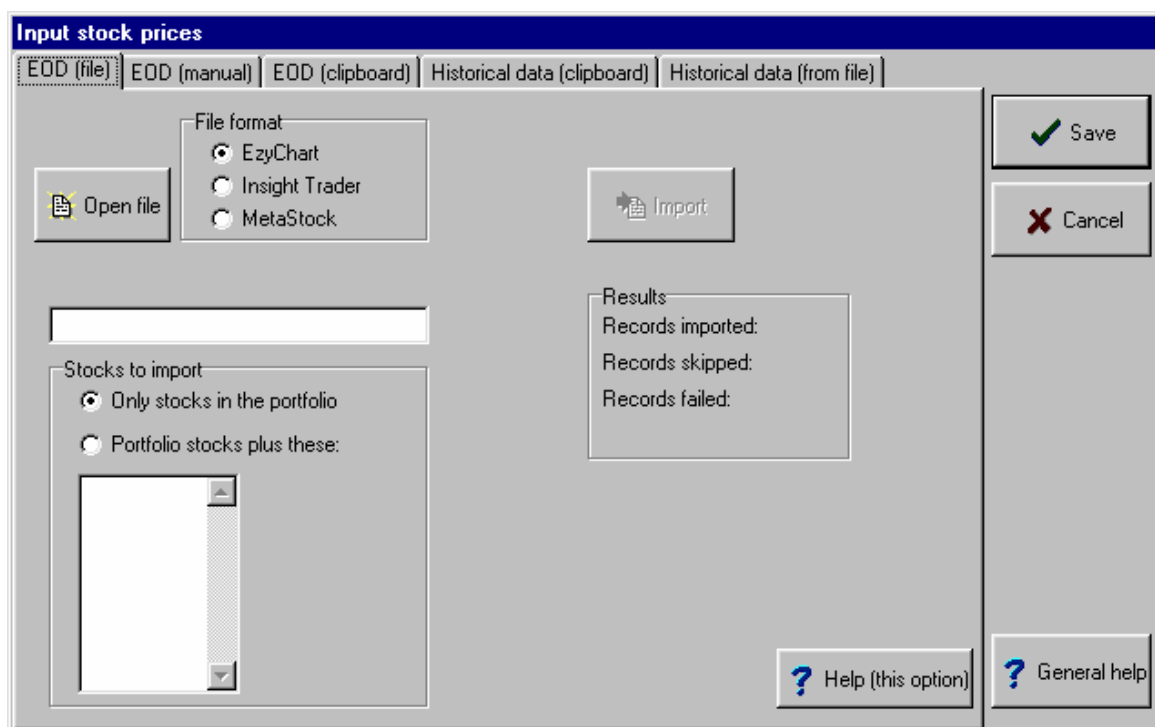 Input stock prices
EOD (file)
EOD (manual)
EOD (clipboard)
Historical data (clipboard)
Historical data (from file)
File format
EzyChart
Insight Trader
MetaStock
Open file
Import
Save
Cancel
Results
Records imported:
Records skipped:
Records failed:
Stocks to import
Only stocks in the portfolio
Portfolio stocks plus these:
Help (this option)
General help